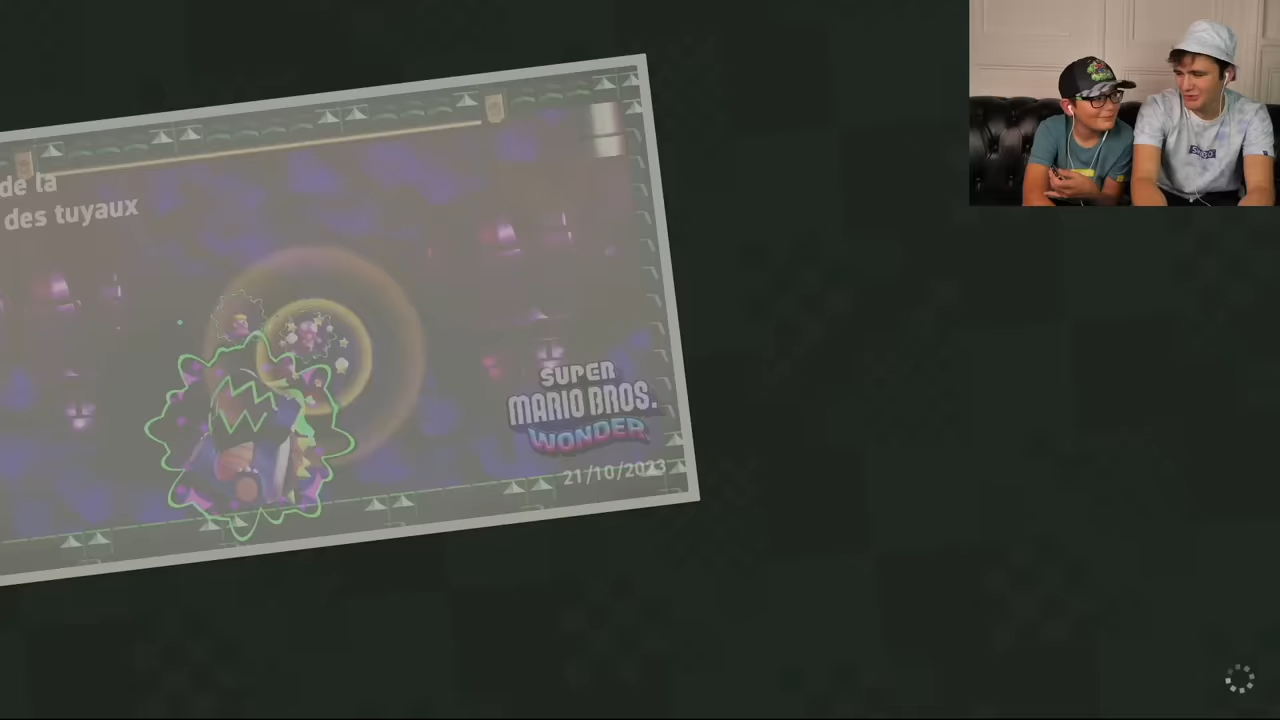 de la
des tuyaux
SUPER
MARIO BROS.
WONDER
21/10/2023